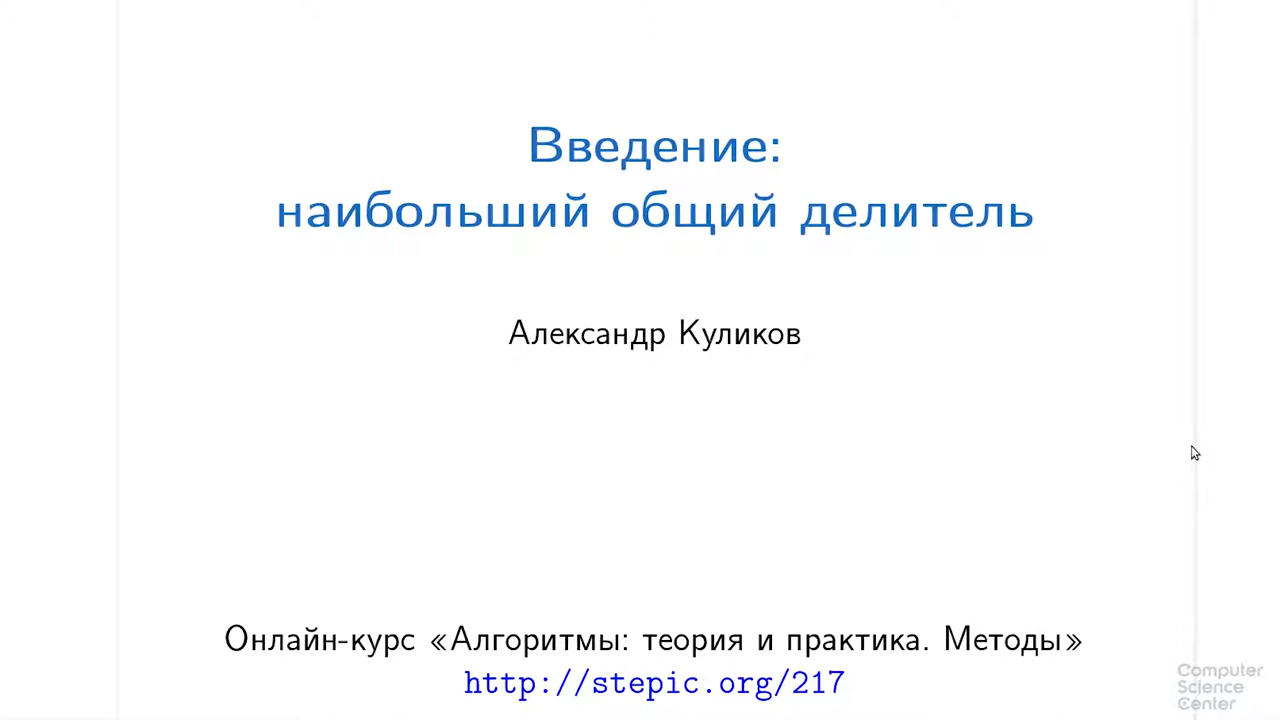 Введение:
наибольший общий делитель
Александр Куликов
Онлайн-курс «Алгоритмы: теория и практика. Методы»
http://stepic.org/217
Computer
Science
Center